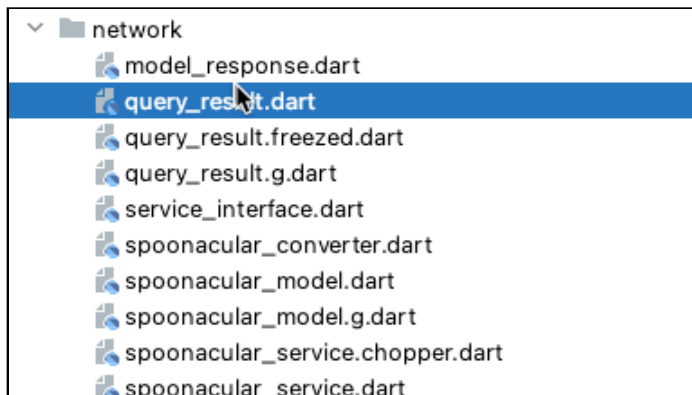 network
model_response.dart
query_result.dart
query_result.freezed.dart
query_result.g.dart
service_interface.dart
spoonacular_converter.dart
spoonacular_model.dart
spoonacular_model.g.dart
spoonacular_service.chopper.dart
spoonacular_service.dart